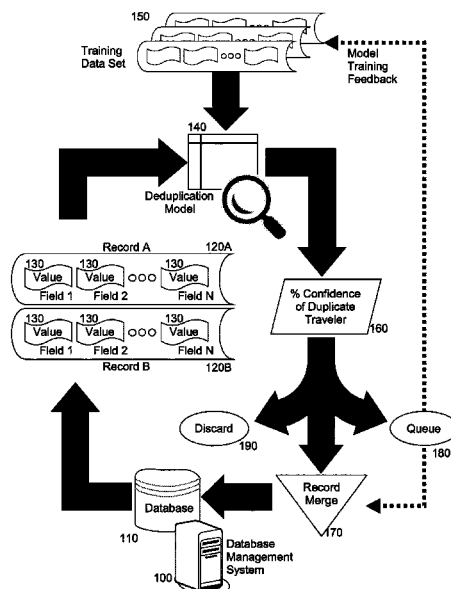 150
Training
Data Set
Model
Training
Feedback
140
Deduplication
Model
Record A 120A
130 130 130
Value Value Value
Field 1 Field 2 Field N
130 130 130
Value Value Value
Field 1 Field 2 Field N
Record B 120B
% Confidence
of Duplicate
Traveler
160
Discard
190
Queue
180
Record
Merge
170
Database
110
Database
Management
System
100